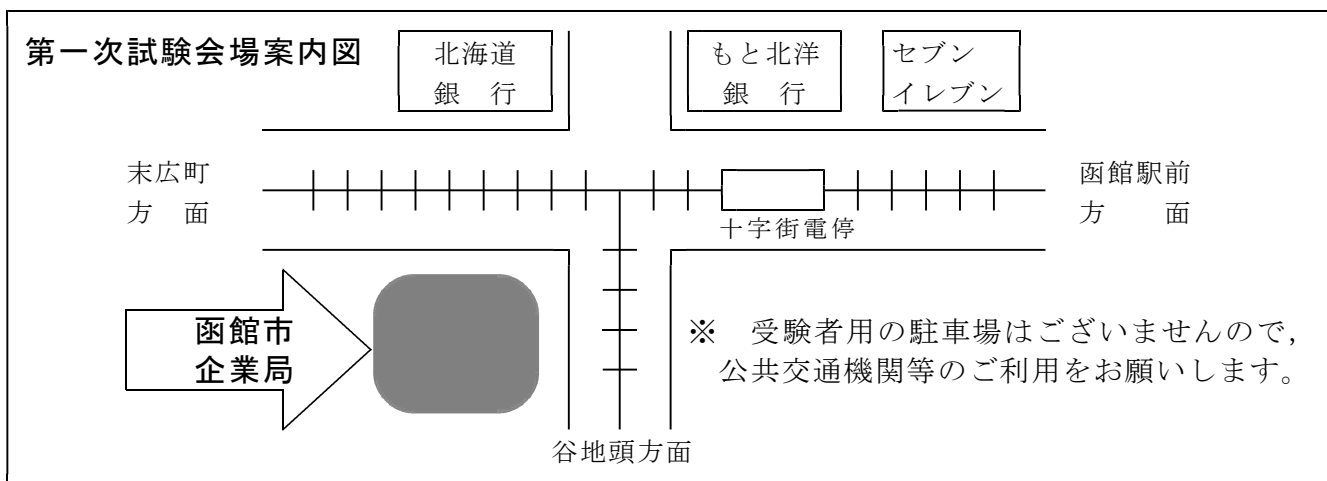 第一次試験会場案内図
北海道
銀　行
もと北洋
銀　行
セブン
イレブン
末広町
方　面
函館駅前
方　　面
十字街電停
函館市
企業局
※　受験者用の駐車場はございませんので，
公共交通機関等のご利用をお願いします。
谷地頭方面